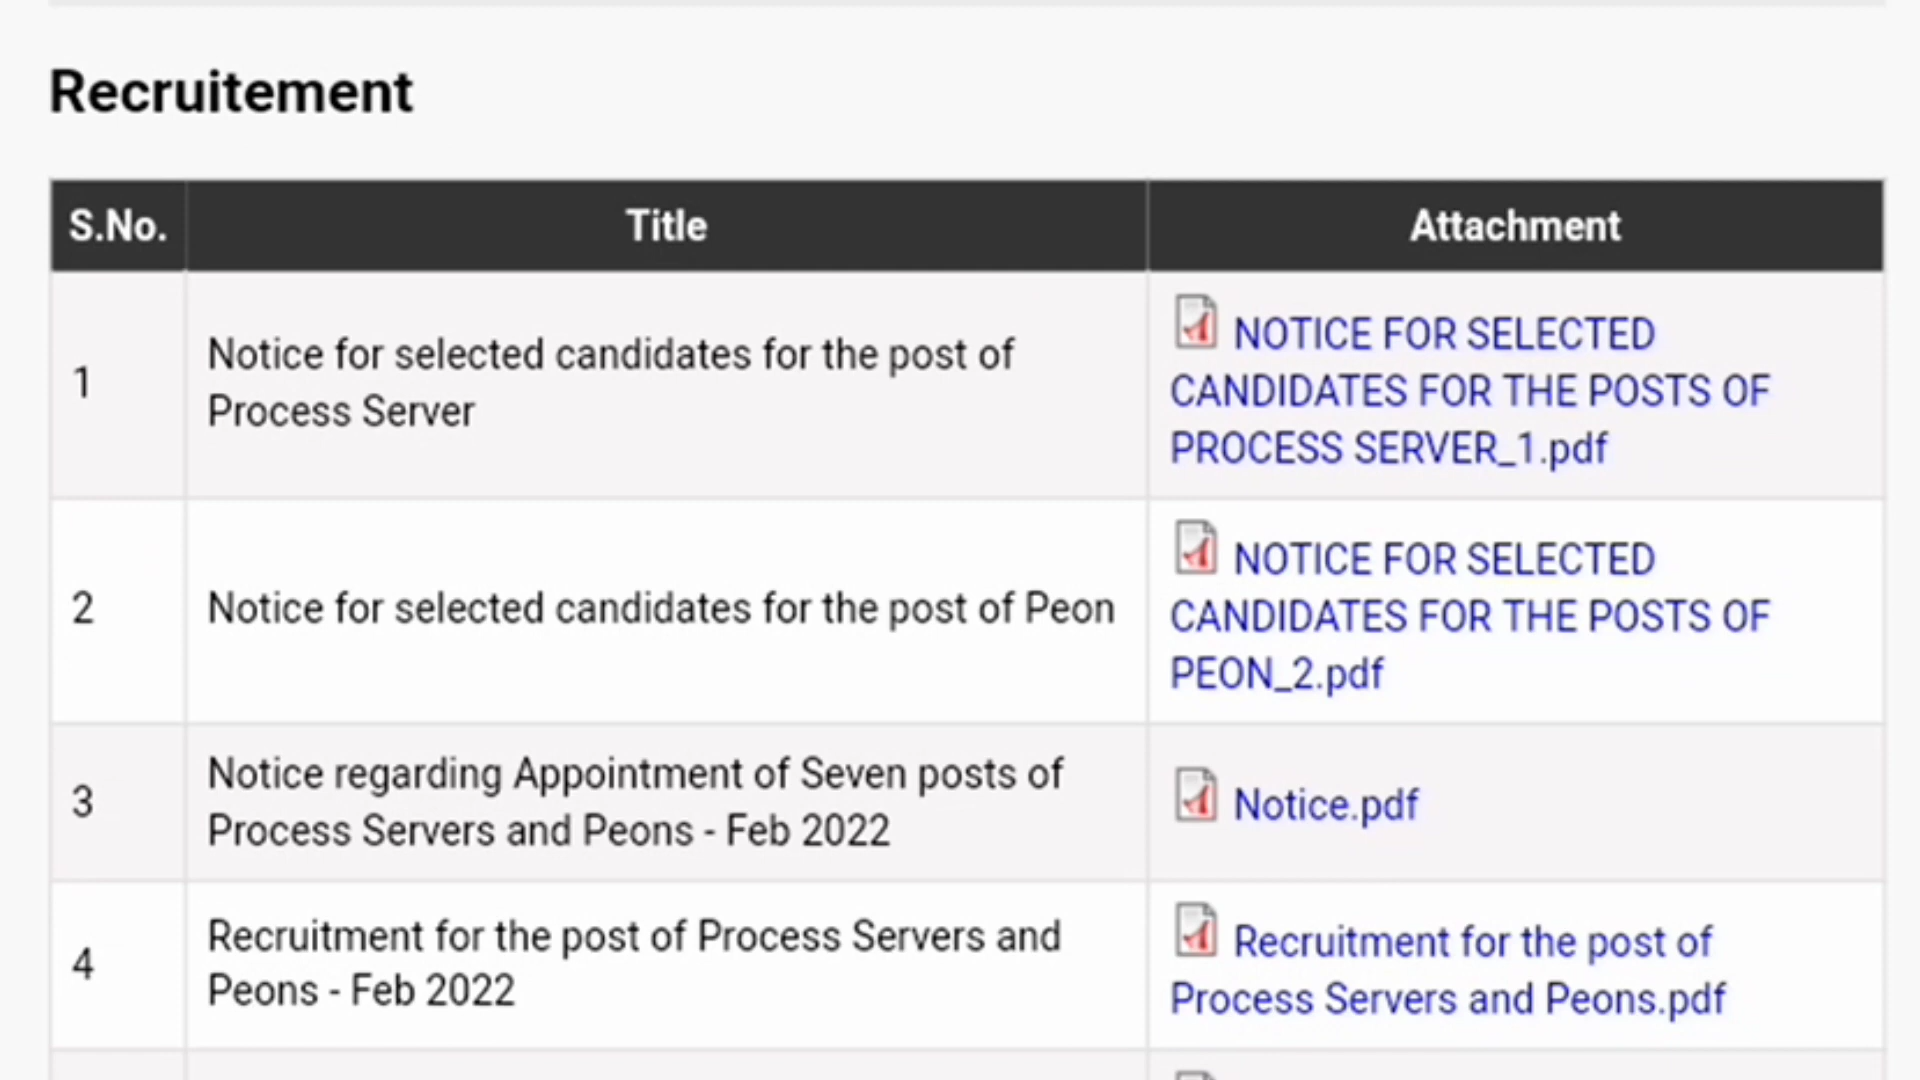 Recruitement
S.No. Title Attachment
1
Notice for selected candidates for the post of
Process Server
NOTICE FOR SELECTED
CANDIDATES FOR THE POSTS OF
PROCESS SERVER_1.pdf
2
Notice for selected candidates for the post of Peon
NOTICE FOR SELECTED
CANDIDATES FOR THE POSTS OF
PEON_2.pdf
3
Notice regarding Appointment of Seven posts of
Process Servers and Peons - Feb 2022
Notice.pdf
4
Recruitment for the post of Process Servers and
Peons - Feb 2022
Recruitment for the post of
Process Servers and Peons.pdf